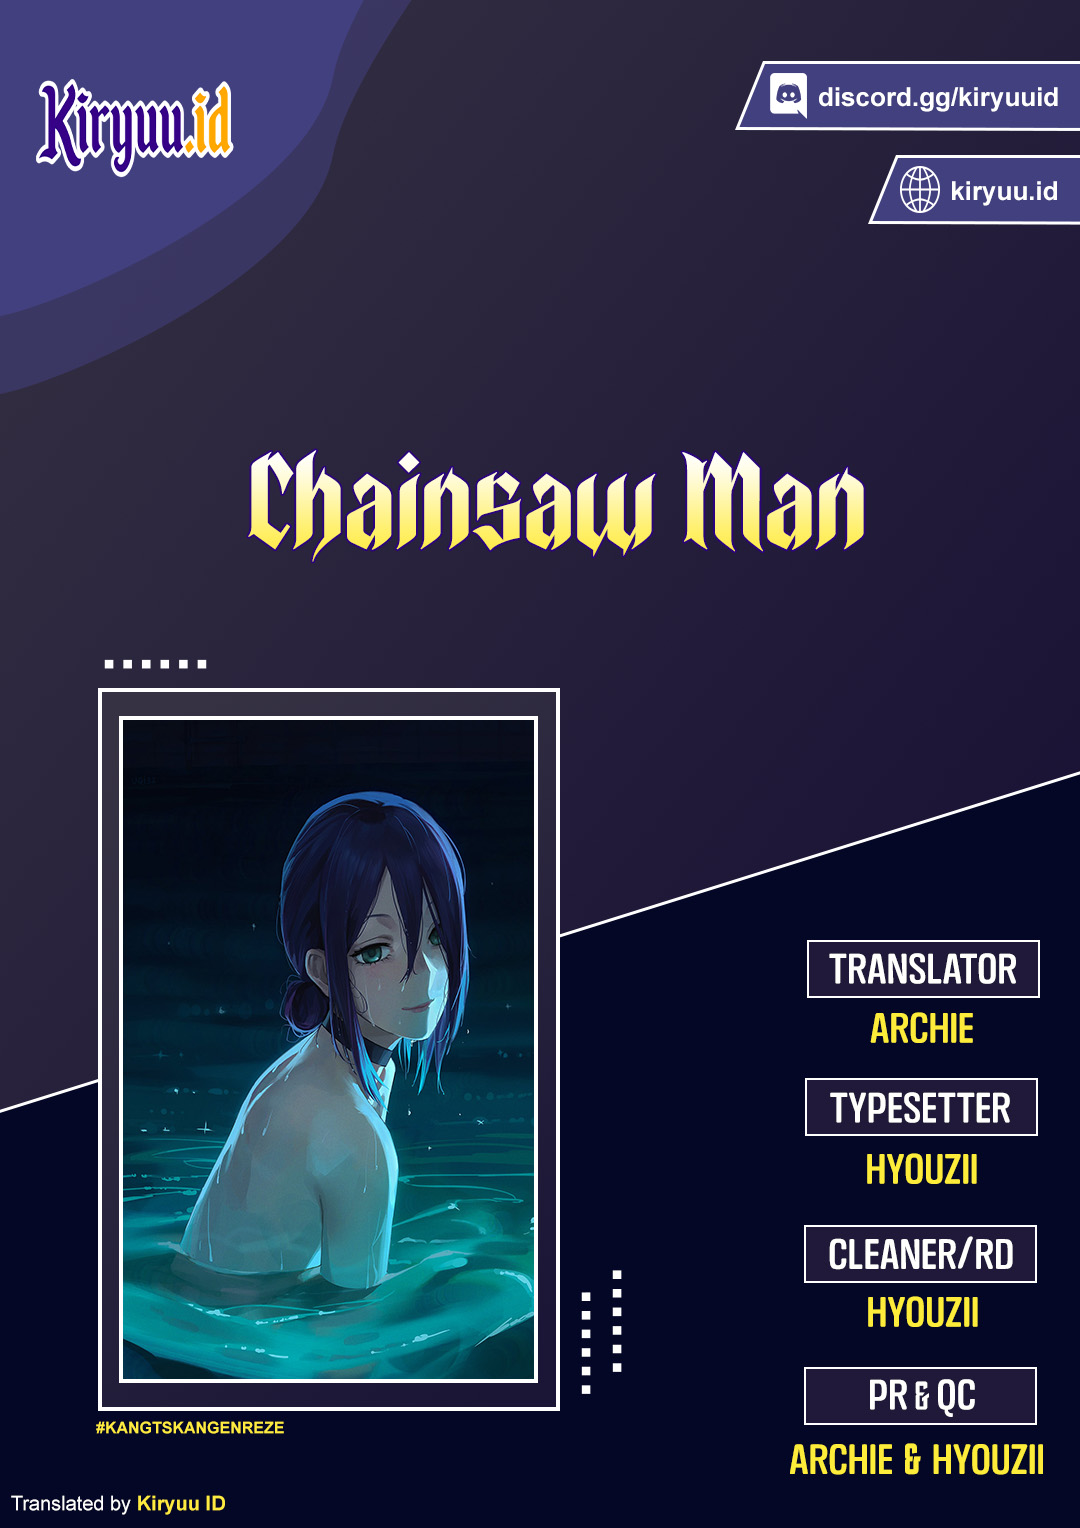 Kiryuu.id
discord.gg/kiryuuid
kiryuu.id
Chainsaw Man
TRANSLATOR
ARCHIE
TYPESETTER
HYOUZII
CLEANER/RD
HYOUZII
PR & QC
ARCHIE & HYOUZII
#KANGTSKANGENREZE
Translated by Kiryuu ID